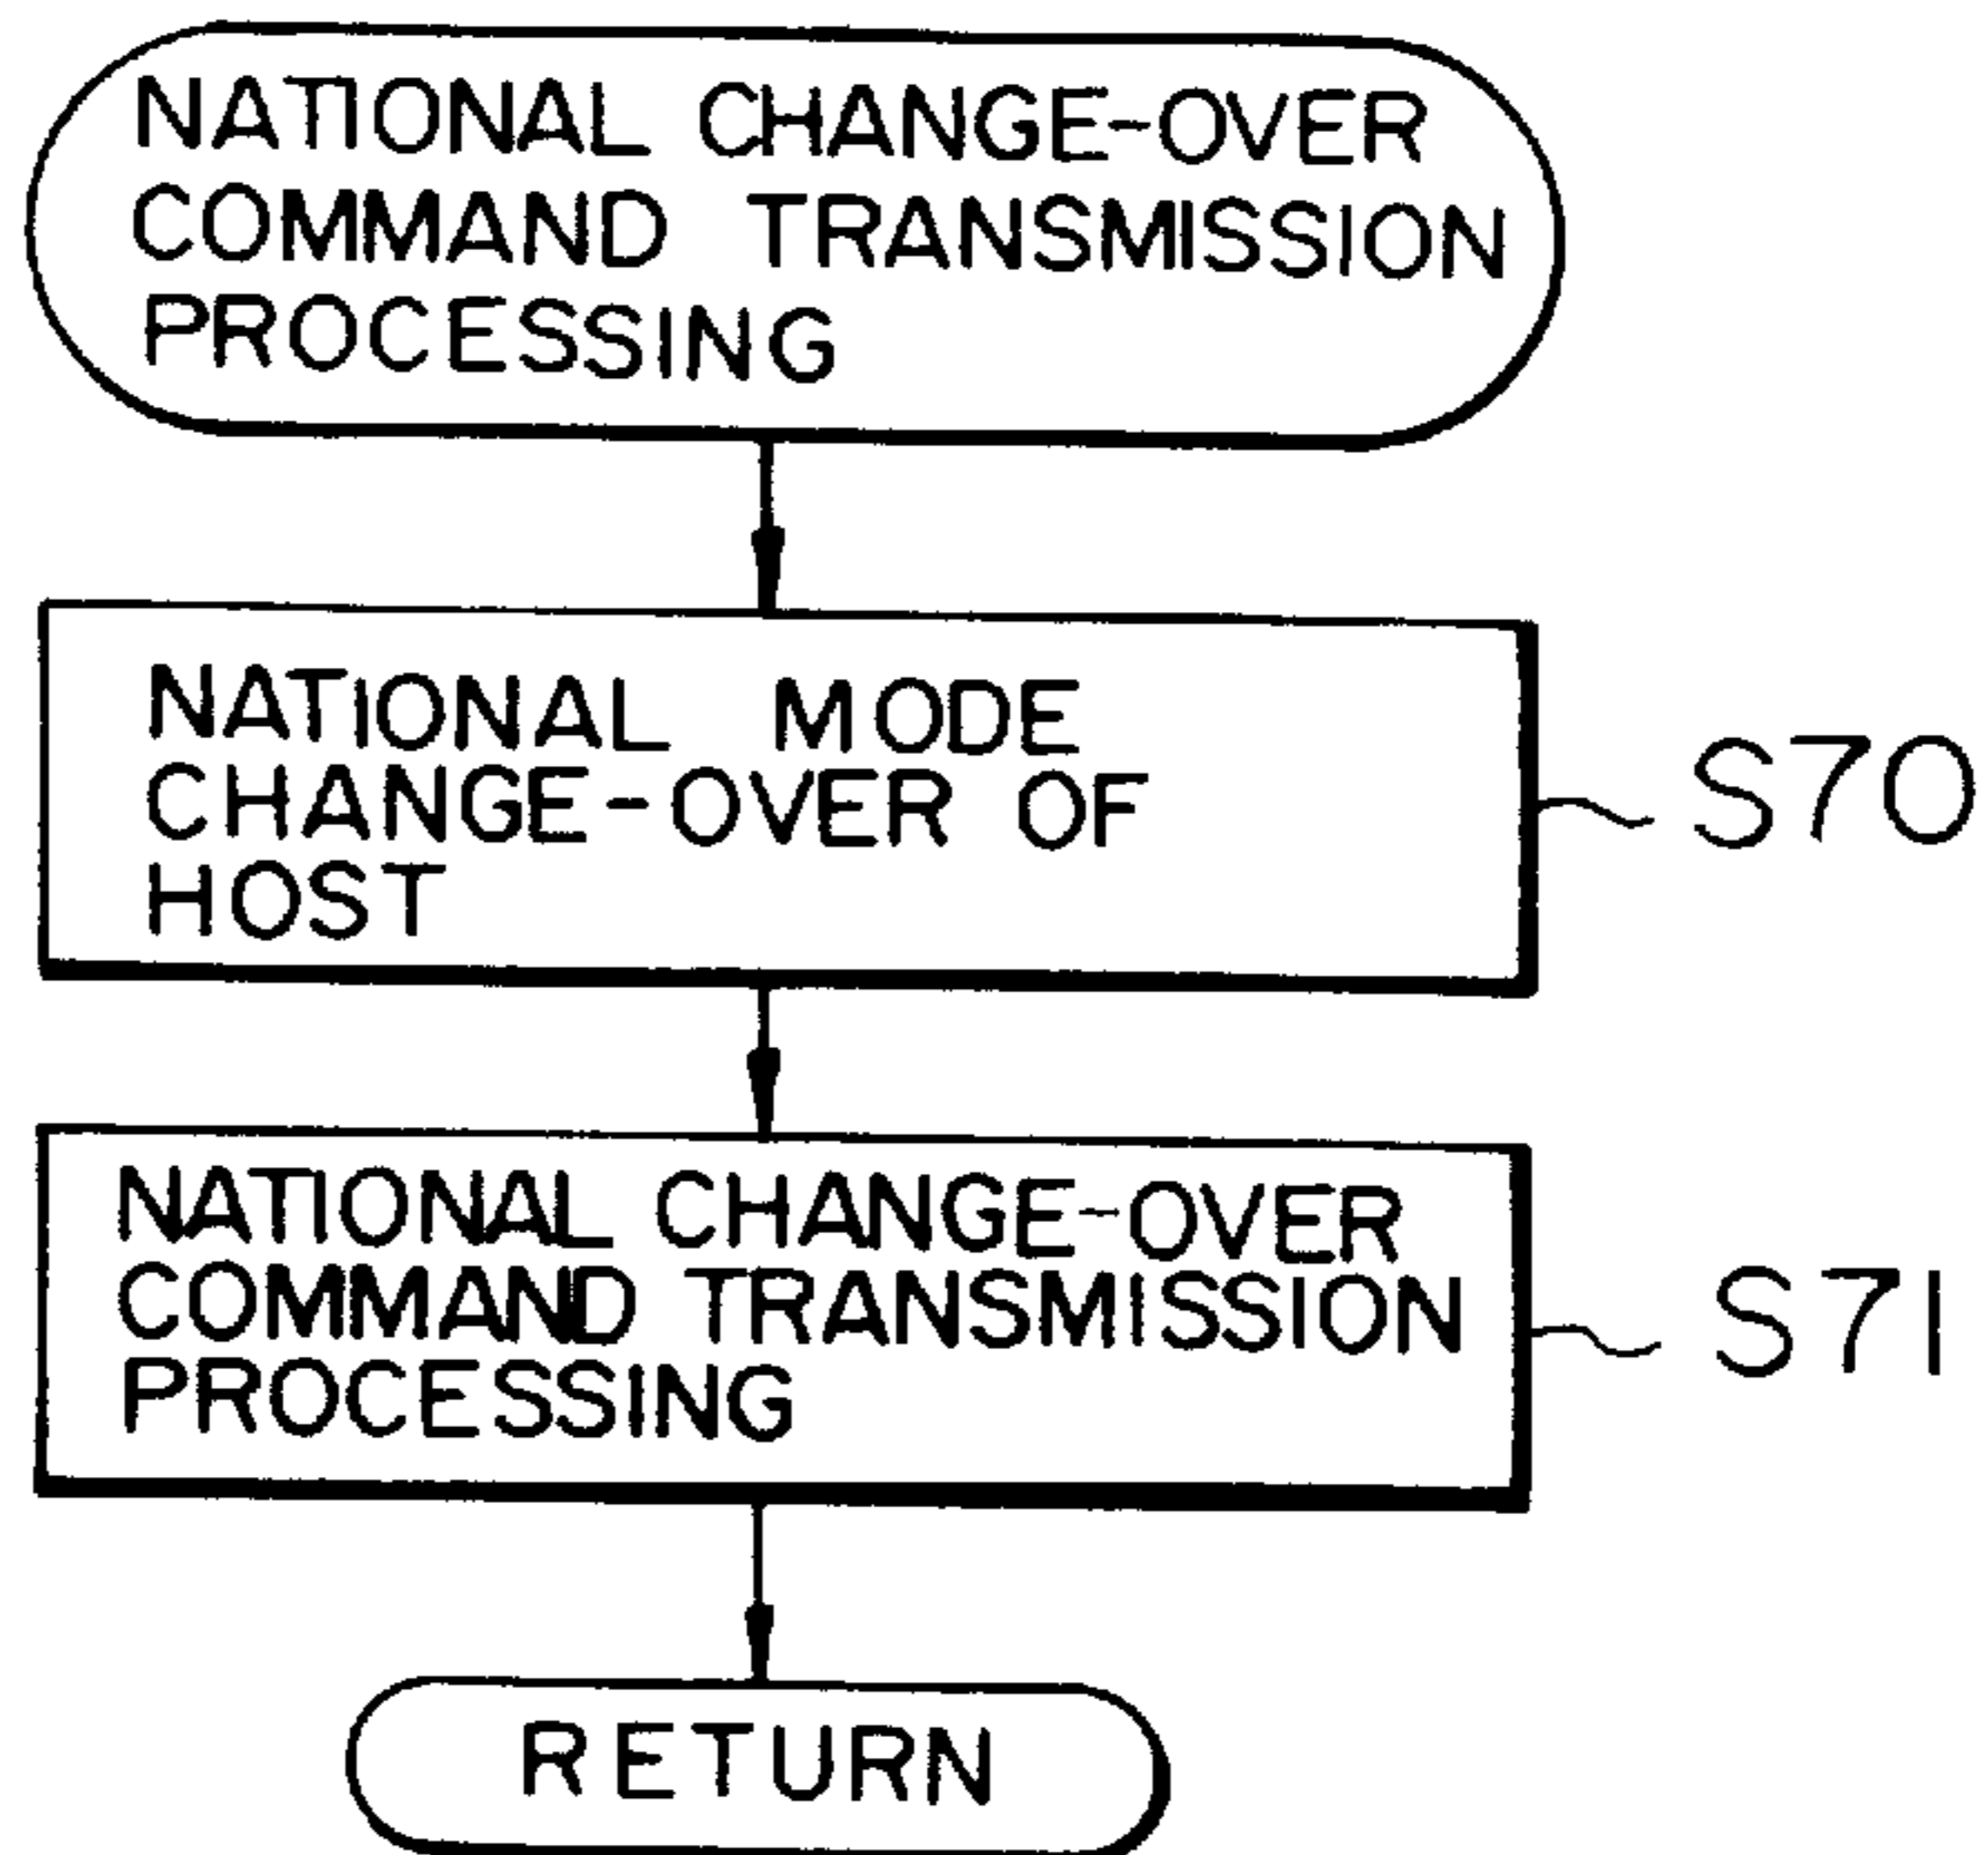 NATIONAL CHANGE-OVER
COMMAND TRANSMISSION
PROCESSING
NATIONAL MODE
CHANGE-OVER OF
HOST
S70
NATIONAL CHANGE-OVER
COMMAND TRANSMISSION
PROCESSING
S71
RETURN